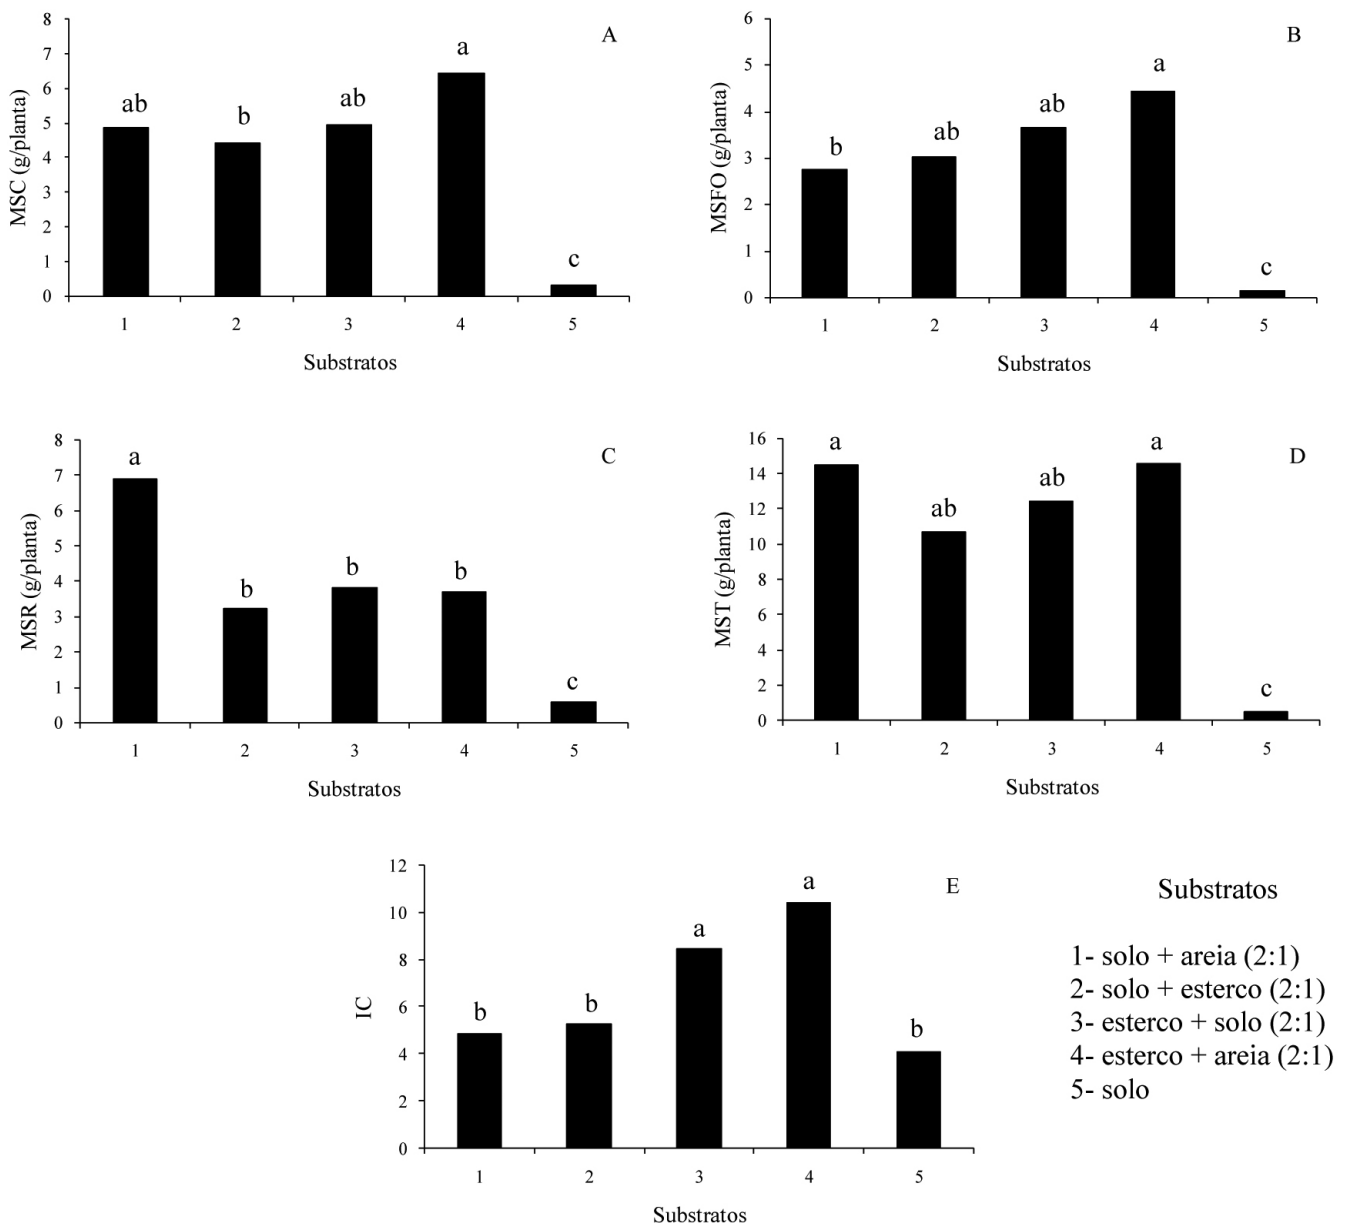 A
MSC (g/planta)
8
7
6
5
4
3
2
1
0
ab
b
ab
a
c
1 2 3 4 5
Substratos
B
MSFO (g/planta)
6
5
4
3
2
1
0
b
ab
ab
a
c
1 2 3 4 5
Substratos
C
MSR (g/planta)
8
7
6
5
4
3
2
1
0
a
b
b
b
c
1 2 3 4 5
Substratos
D
MST (g/planta)
16
14
12
10
8
6
4
2
0
a
ab
ab
a
c
1 2 3 4 5
Substratos
E
IC
12
10
8
6
4
2
0
b
b
a
a
b
1 2 3 4 5
Substratos
Substratos
1- solo + areia (2:1)
2- solo + esterco (2:1)
3- esterco + solo (2:1)
4- esterco + areia (2:1)
5- solo